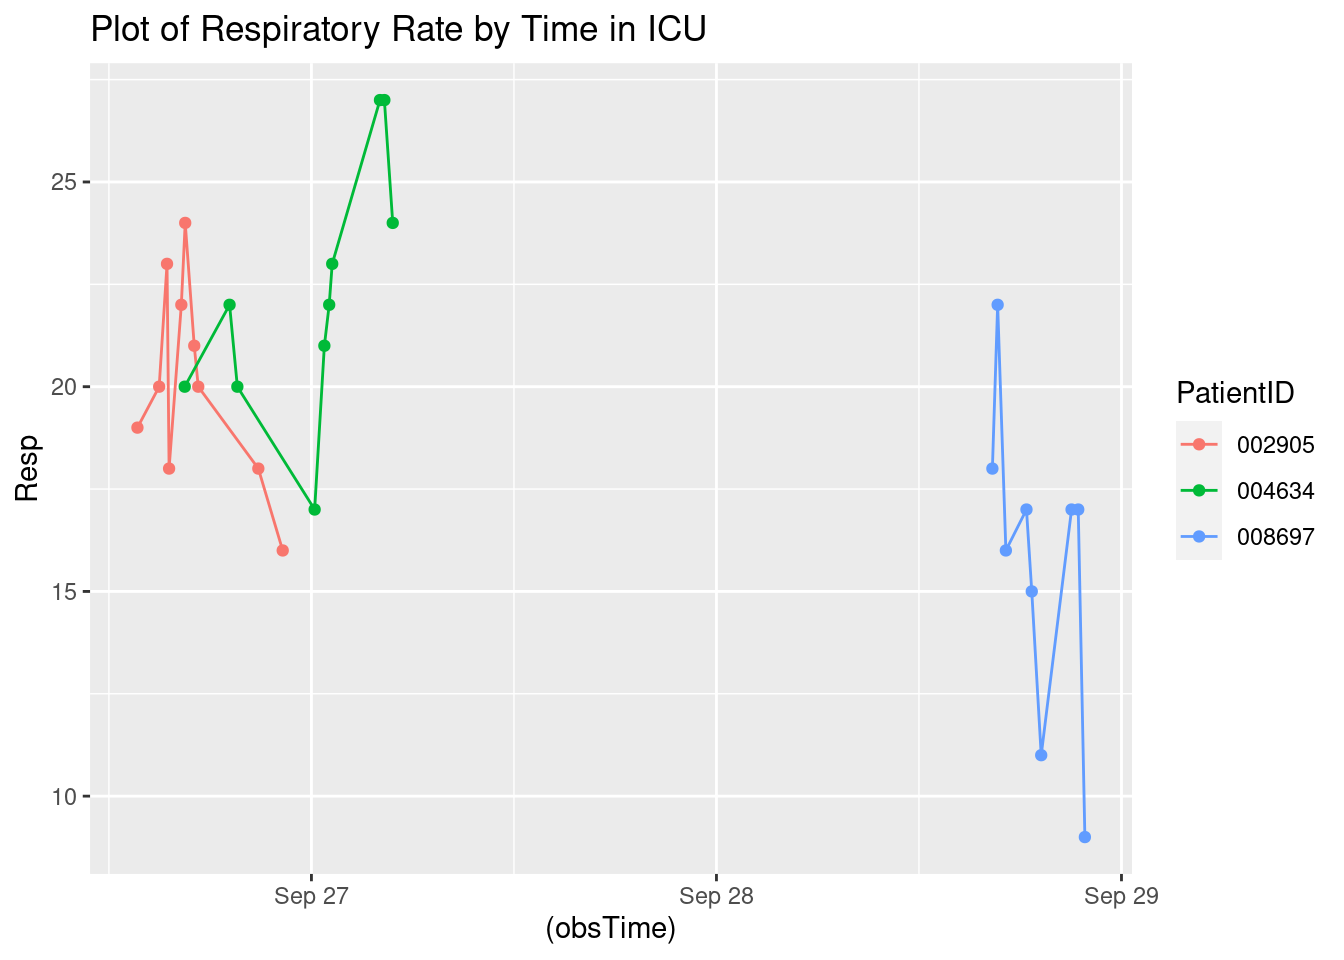 Plot of Respiratory Rate by Time in ICU
25
20
15
10
Resp
Sep 27
Sep 28
Sep 29
(obsTime)
PatientID
002905
004634
008697